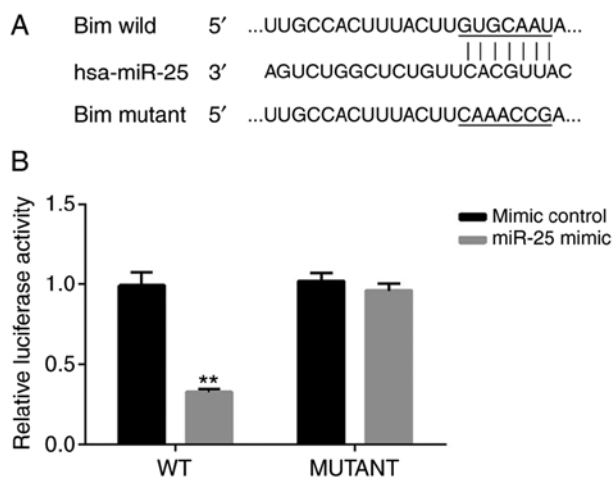 A
Bim wild 5′ ...UUGCCACUUUACUUGUGCAAUA...
hsa-miR-25 3′ AGUCUGGCUCUGUUCACGUUAC
Bim mutant 5′ ...UUGCCACUUUACUUCAAACCGA...
B
Relative luciferase activity
1.5
1.0
0.5
0.0
**
WT
MUTANT
Mimic control
miR-25 mimic